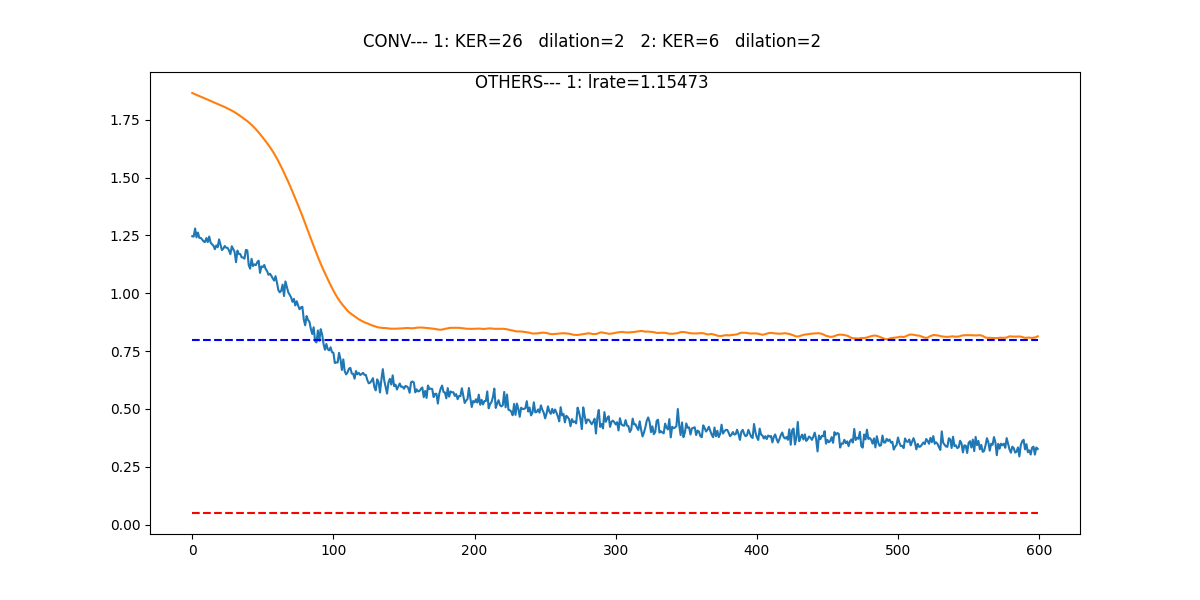 CONV--- 1: KER=26   dilation=2   2: KER=6   dilation=2
OTHERS--- 1: lrate=1.15473
1.75
1.50
1.25
1.00
0.75
0.50
0.25
0.00
0 100 200 300 400 500 600